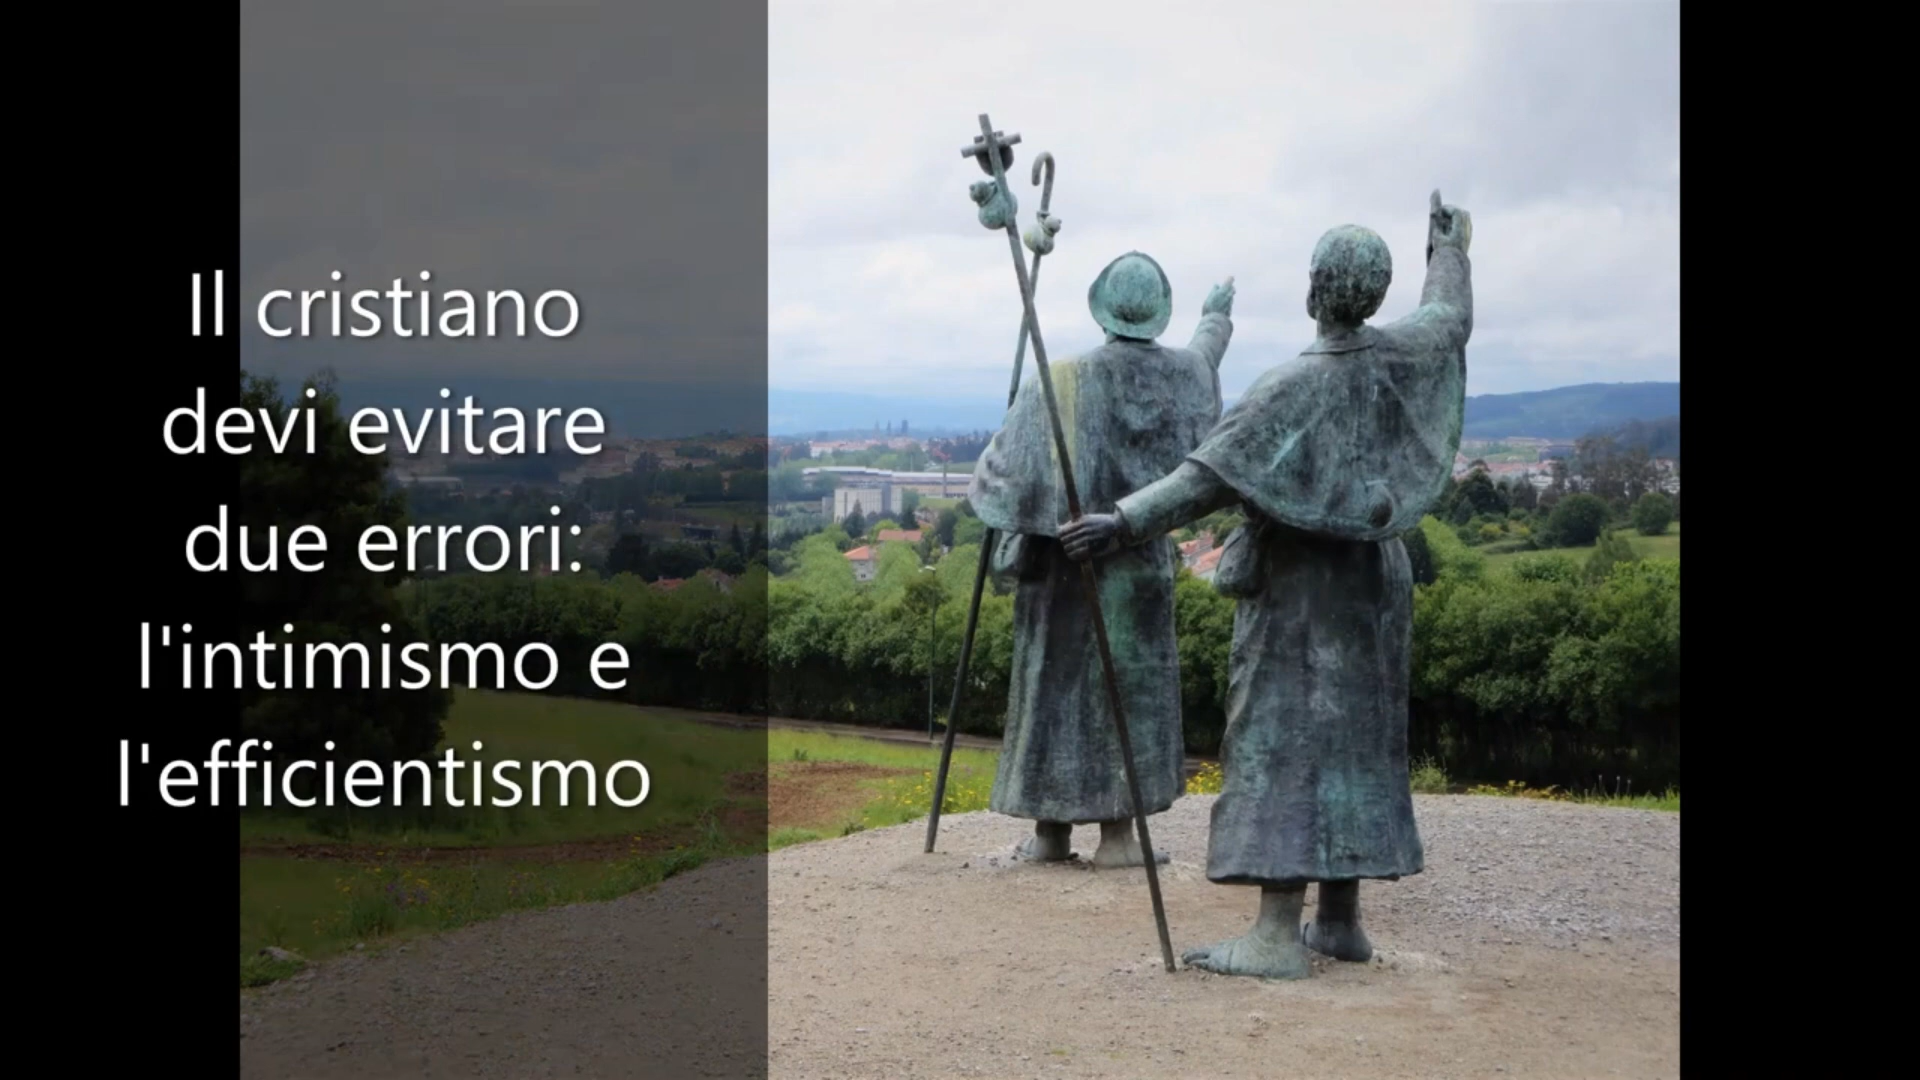 Il cristiano
devi evitare
due errori:
l'intimismo e
l'efficientismo